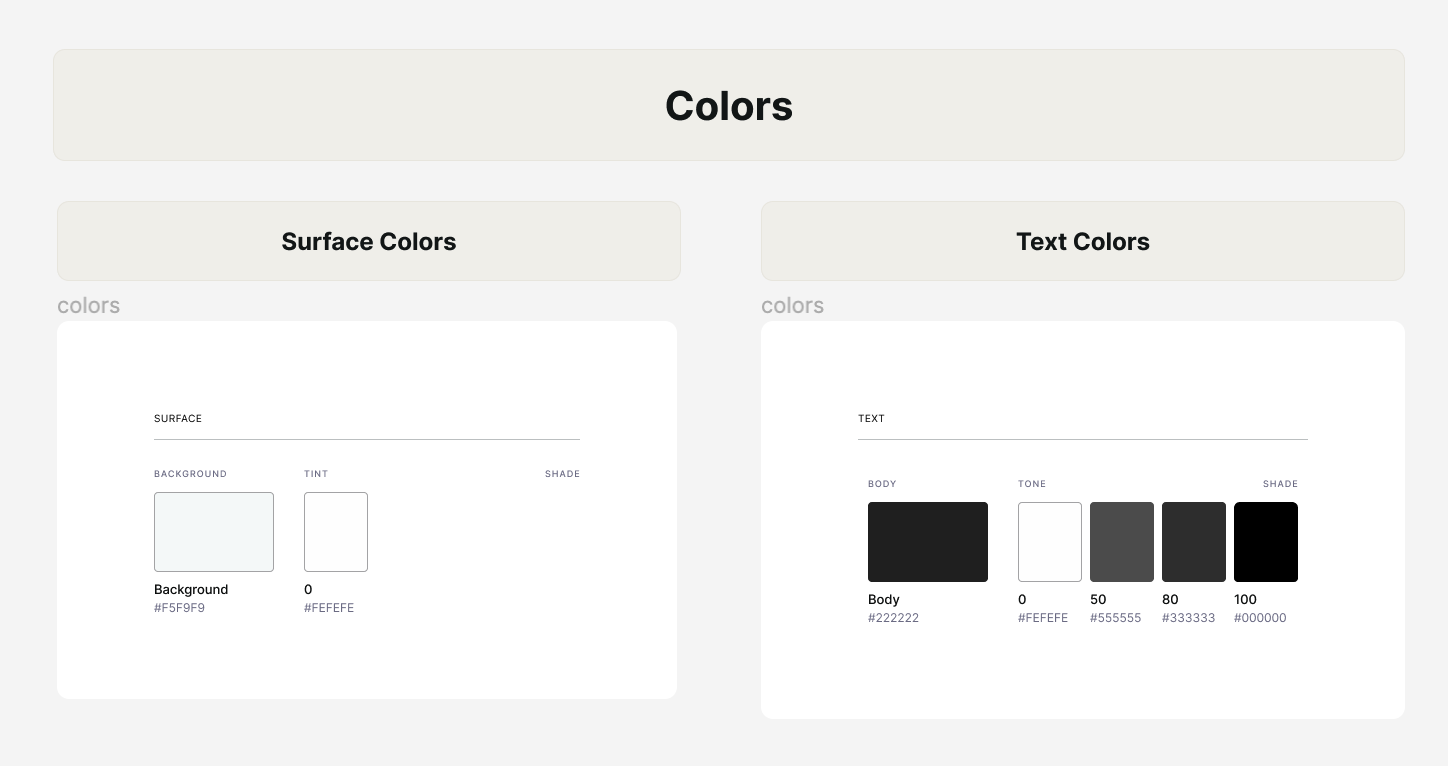 Colors
Surface Colors
colors
SURFACE
BACKGROUND TINT SHADE
Background 0
#F5F9F9 #FEFEFE
Text Colors
colors
TEXT
BODY TONE SHADE
Body 0 50 80 100
#222222 #FEFEFE #555555 #333333 #000000